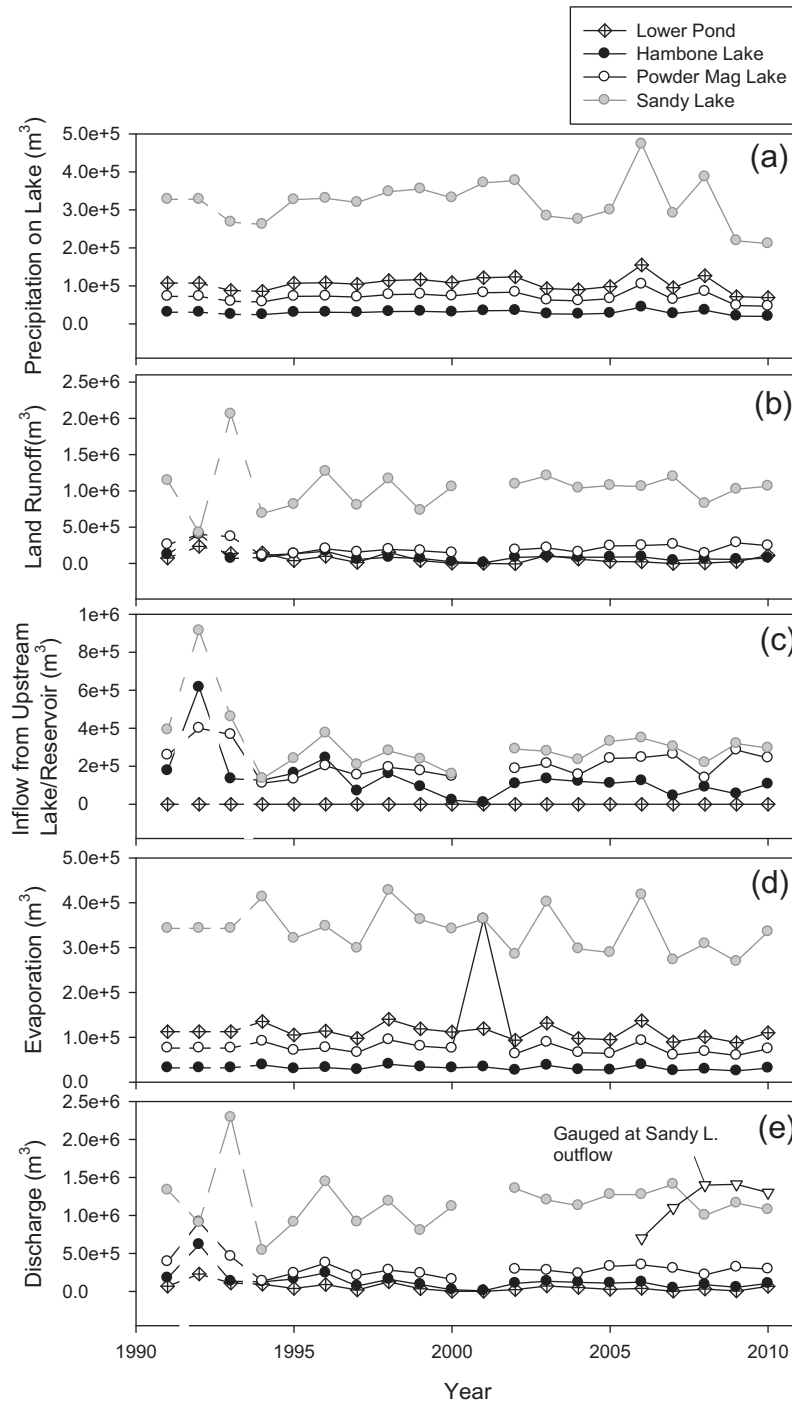 Lower Pond
Hambone Lake
Powder Mag Lake
Sandy Lake
Precipitation on Lake (m³)
5.0e+5
4.0e+5
3.0e+5
2.0e+5
1.0e+5
0.0
(a)
Land Runoff(m³)
2.5e+6
2.0e+6
1.5e+6
1.0e+6
5.0e+5
0.0
(b)
Inflow from Upstream
Lake/Reservoir (m³)
1e+6
8e+5
6e+5
4e+5
2e+5
0
(c)
Evaporation (m³)
5.0e+5
4.0e+5
3.0e+5
2.0e+5
1.0e+5
0.0
(d)
Discharge (m³)
2.5e+6
2.0e+6
1.5e+6
1.0e+6
5.0e+5
0.0
(e)
Gauged at Sandy L.
outflow
1990 1995 2000 2005 2010
Year